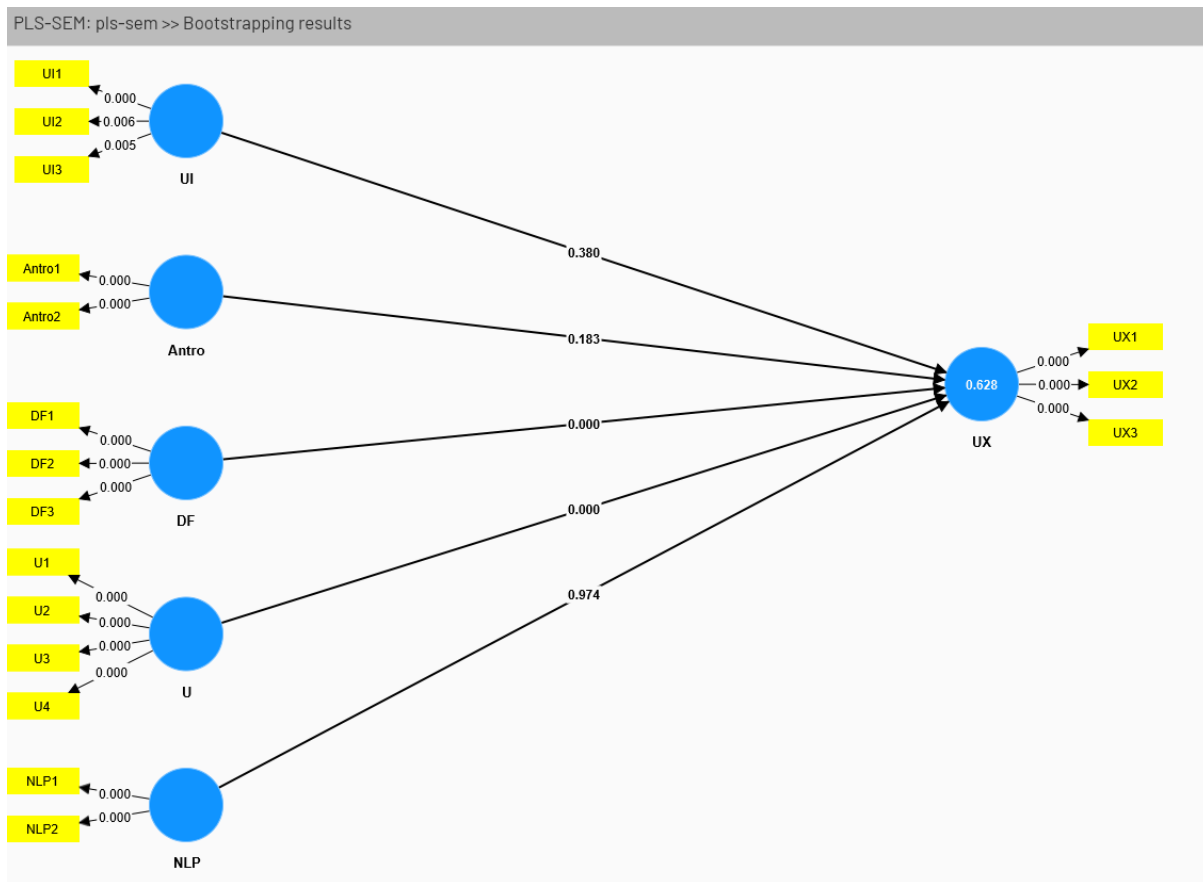 PLS-SEM: pls-sem >> Bootstrapping results
UI1
0.000
UI2
0.006
UI3
0.005
UI
0.380
Antro1
0.000
Antro2
0.000
Antro
0.183
DF1
0.000
DF2
0.000
DF3
0.000
DF
0.000
U1
0.000
U2
0.000
U3
0.000
U4
0.000
U
0.000
NLP1
0.000
NLP2
0.000
NLP
0.974
0.628
UX
UX1
0.000
UX2
0.000
UX3
0.000